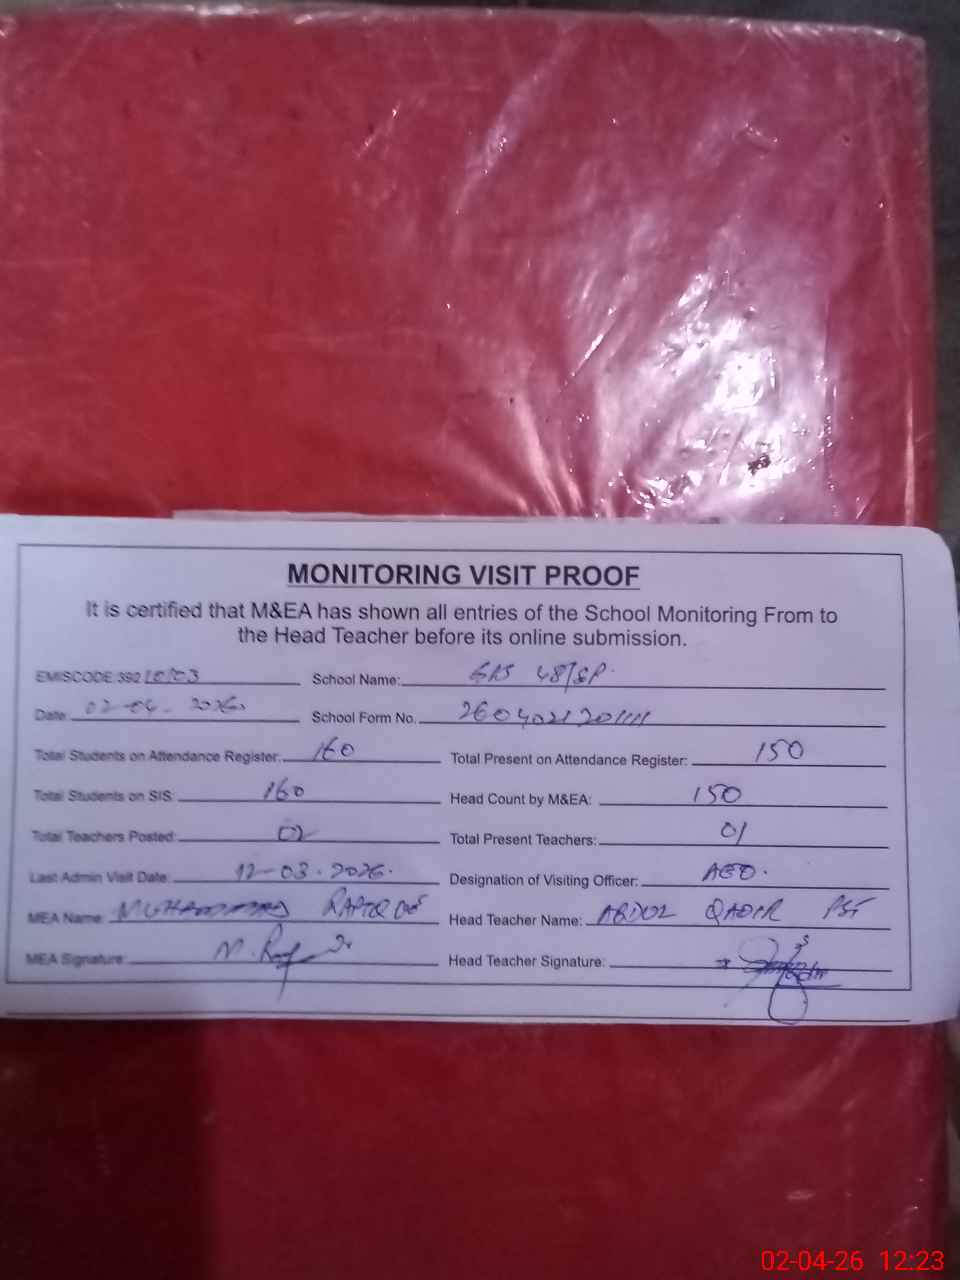 MONITORING VISIT PROOF
It is certified that M&EA has shown all entries of the School Monitoring From to
the Head Teacher before its online submission.
EMISCODE 392 10103 School Name: GPS 48/SP.
Date: 02-04-2026 School Form No. 2604021201111
Total Students on Attendance Register: 160 Total Present on Attendance Register: 150
Total Students on SIS: 160 Head Count by M&EA: 150
Total Teachers Posted: 02 Total Present Teachers: 01
Last Admin Visit Date: 12-03-2026. Designation of Visiting Officer: AEO.
MEA Name: MUHAMMAD RAFIQ Head Teacher Name: ABDUL QADIR PST
MEA Signature: Head Teacher Signature:
02-04-26 12:23